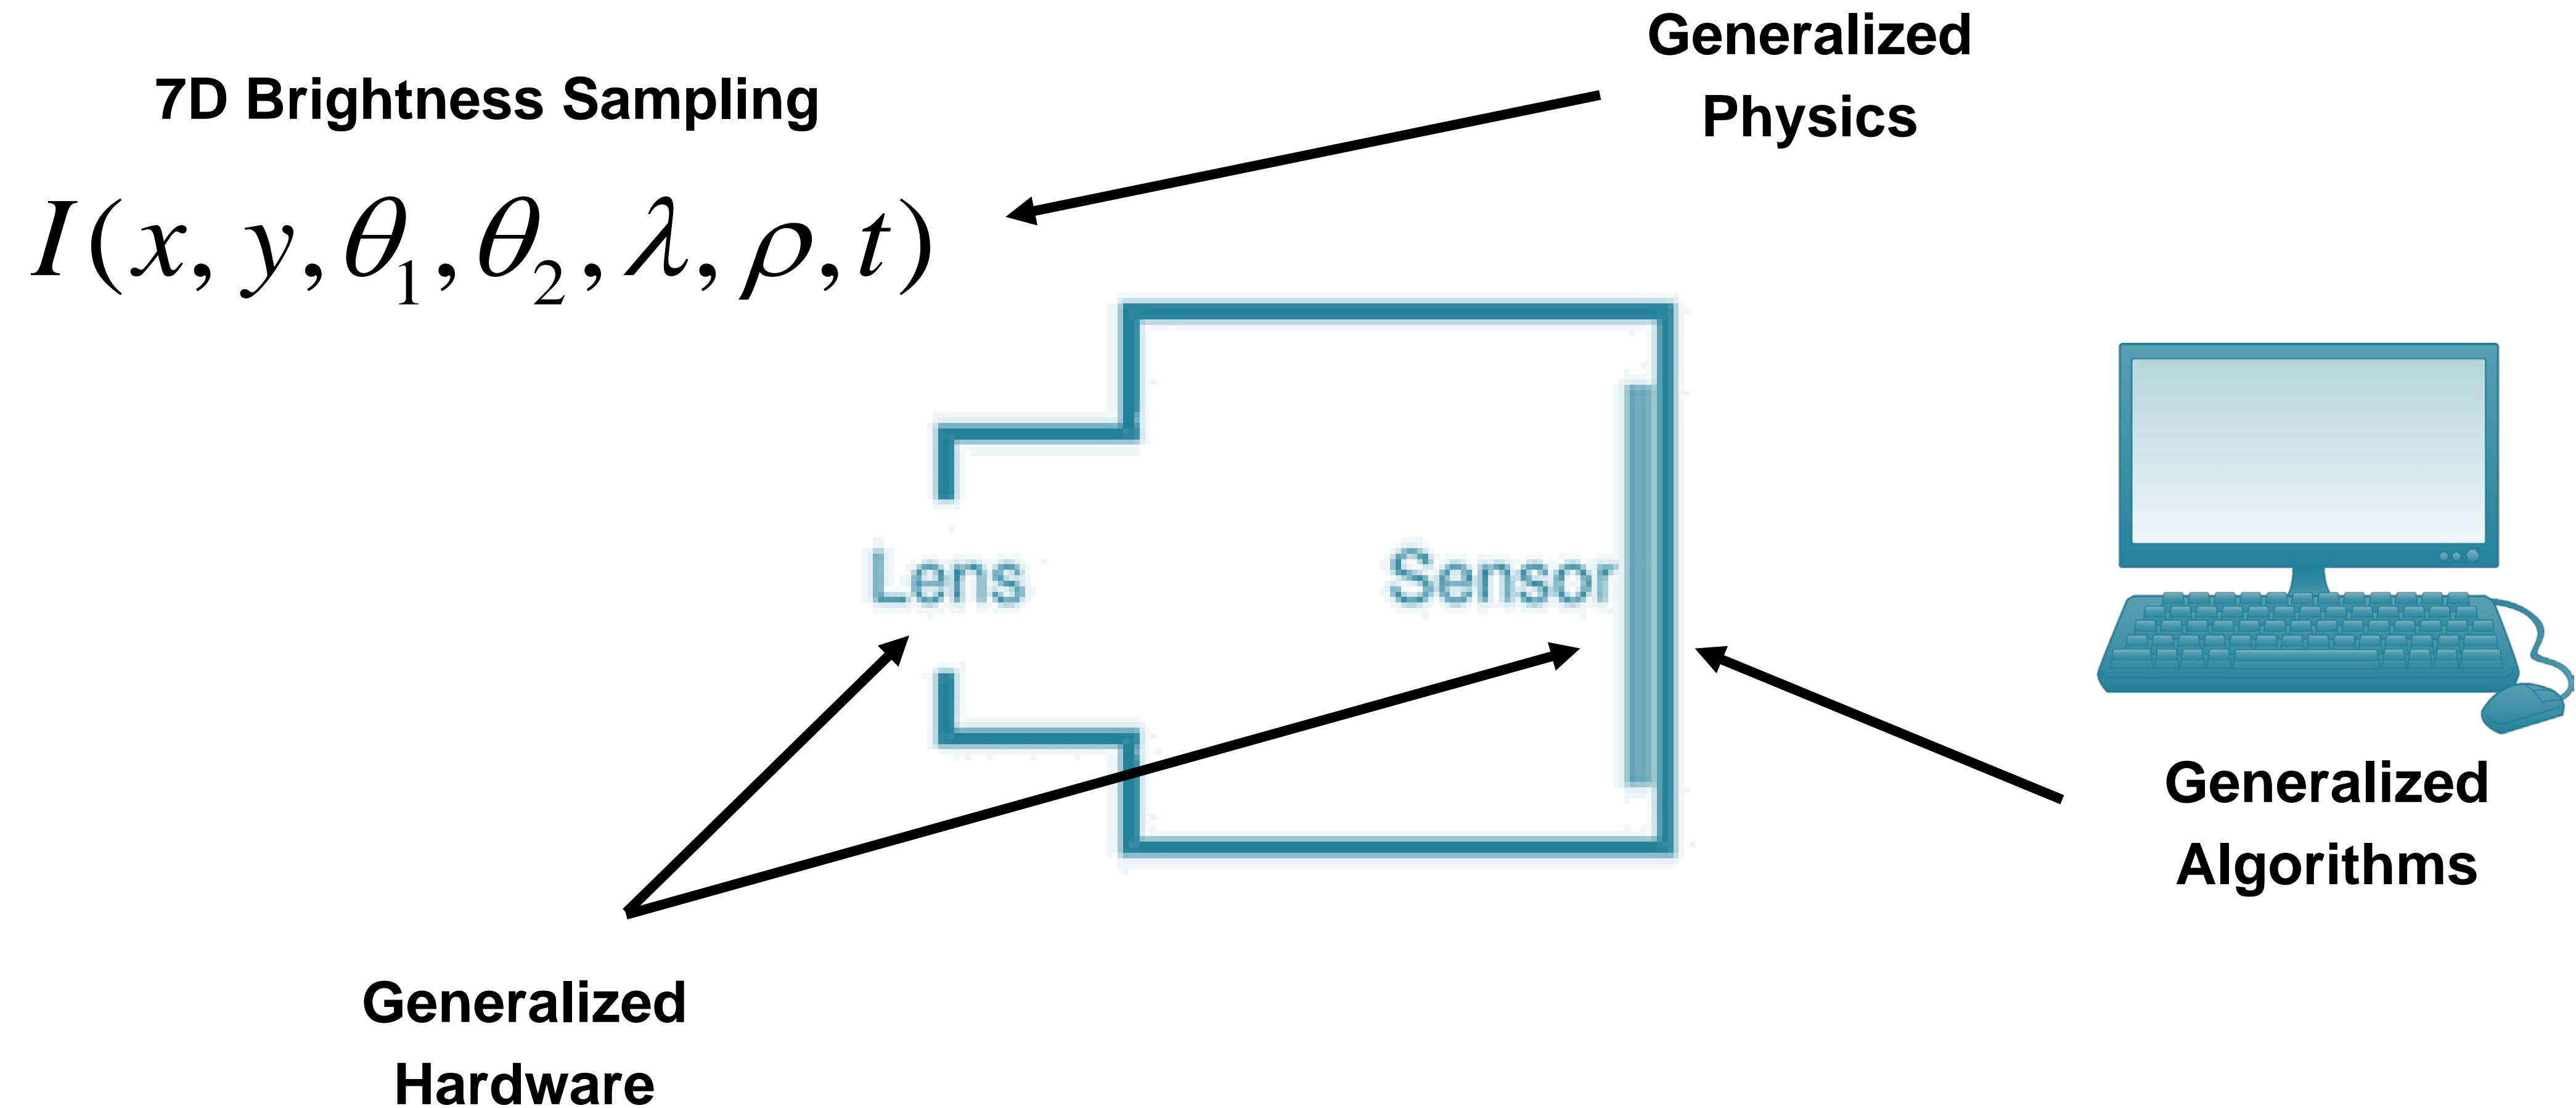 Generalized
Physics
7D Brightness Sampling
I(x, y, θ₁, θ₂, λ, ρ, t)
Lens
Sensor
Generalized
Algorithms
Generalized
Hardware